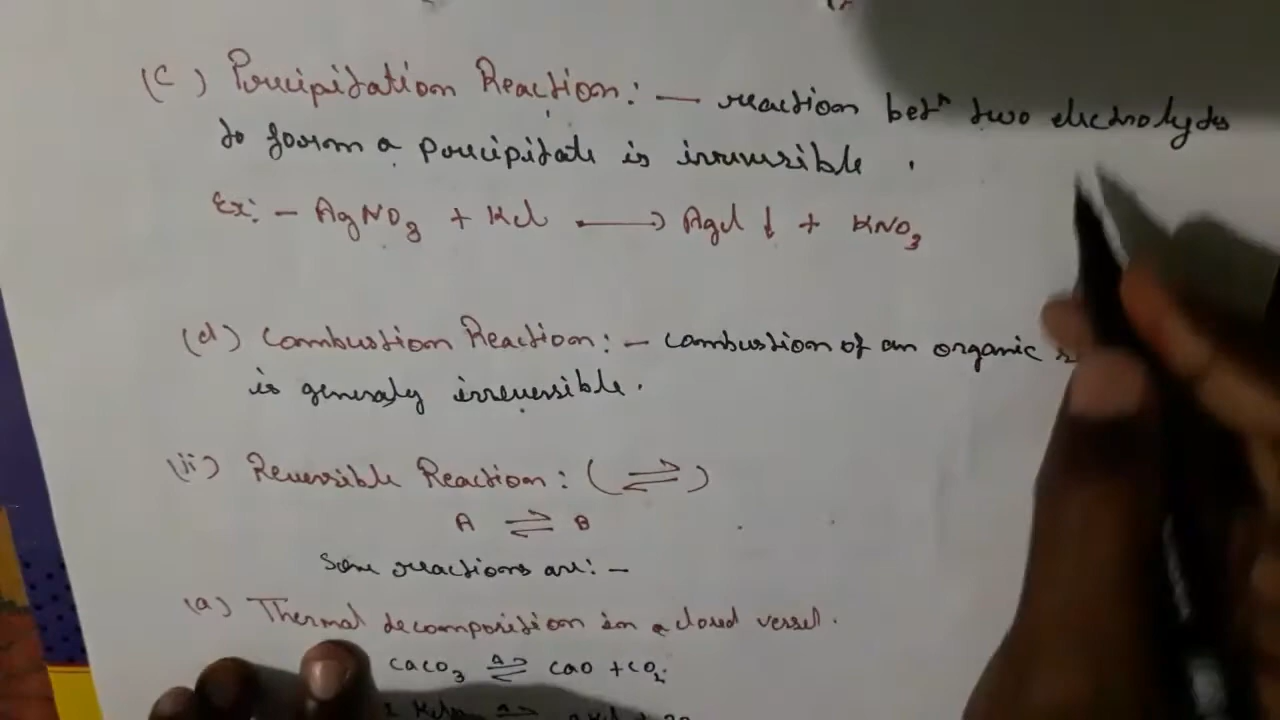 (c) Precipitation Reaction: — reaction betⁿ two electrolytes
to form a precipitate is irreversible .
Ex: - AgNO3 + Kcl ⟶ Agcl ↓ + KNO3
(d) Combustion Reaction: - combustion of an organic
is generaly irreversible.
(ii) Reversible Reaction: (⇌)
A ⇌ B
Some reactions are: -
(a) Thermal decomposition in a closed vessel.
CaCO3 ⇌ CaO + CO2